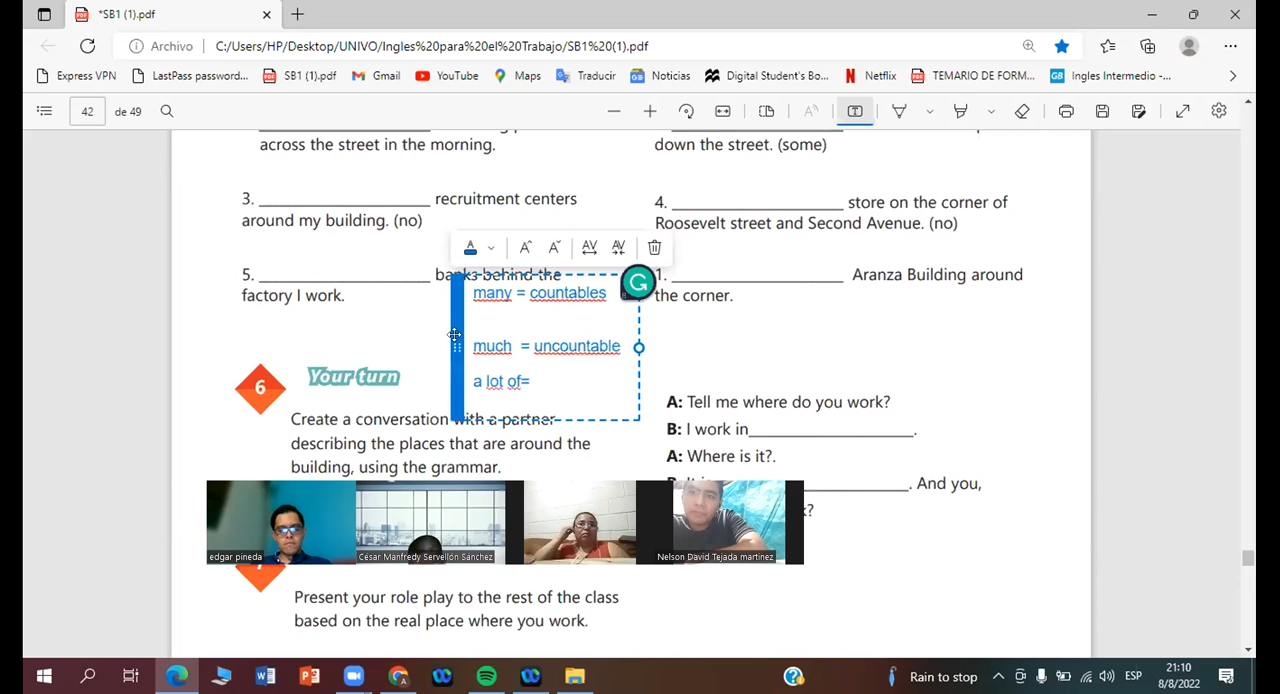 *SB1 (1).pdf
Archivo C:/Users/HP/Desktop/UNIVO/Ingles%20para%20el%20Trabajo/SB1%20(1).pdf
Express VPN LastPass password... SB1 (1).pdf Gmail YouTube Maps Traducir Noticias Digital Student's Bo... Netflix TEMARIO DE FORM... Ingles Intermedio -...
42 de 49
across the street in the morning.
down the street. (some)
3. ____________________ recruitment centers
around my building. (no)
4. ____________________ store on the corner of
Roosevelt street and Second Avenue. (no)
5. ____________________ banks behind the
factory I work.
1. ____________________ Aranza Building around
the corner.
many = countables
much = uncountable
a lot of=
6 Your turn
Create a conversation with a partner
describing the places that are around the
building, using the grammar.
A: Tell me where do you work?
B: I work in____________________.
A: Where is it?.
____________________. And you,
edgar pineda
César Manfredy Servellón Sánchez
Nelson David Tejada martinez
Present your role play to the rest of the class
based on the real place where you work.
Rain to stop ESP 21:10
8/8/2022